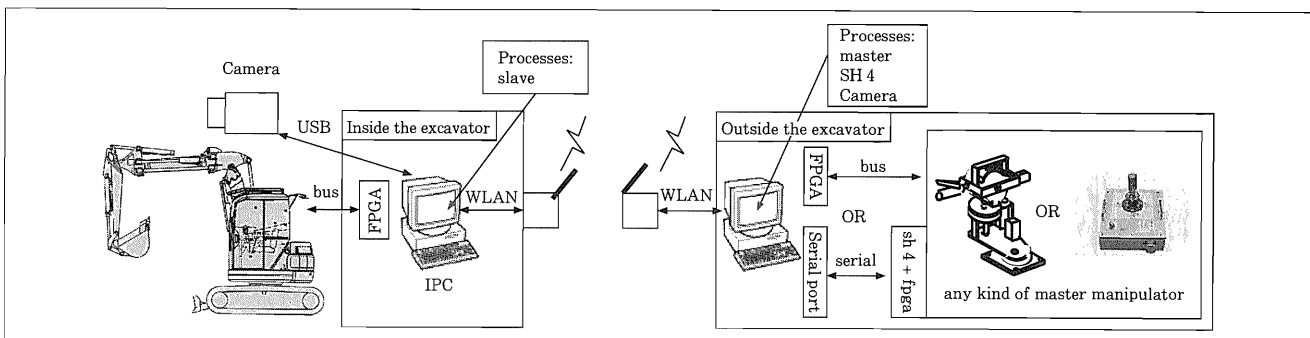 Camera
USB
Processes:
slave
Inside the excavator
bus
FPGA
WLAN
IPC
Processes:
master
SH 4
Camera
Outside the excavator
WLAN
FPGA
bus
OR
Serial port
serial
sh 4 + fpga
OR
any kind of master manipulator